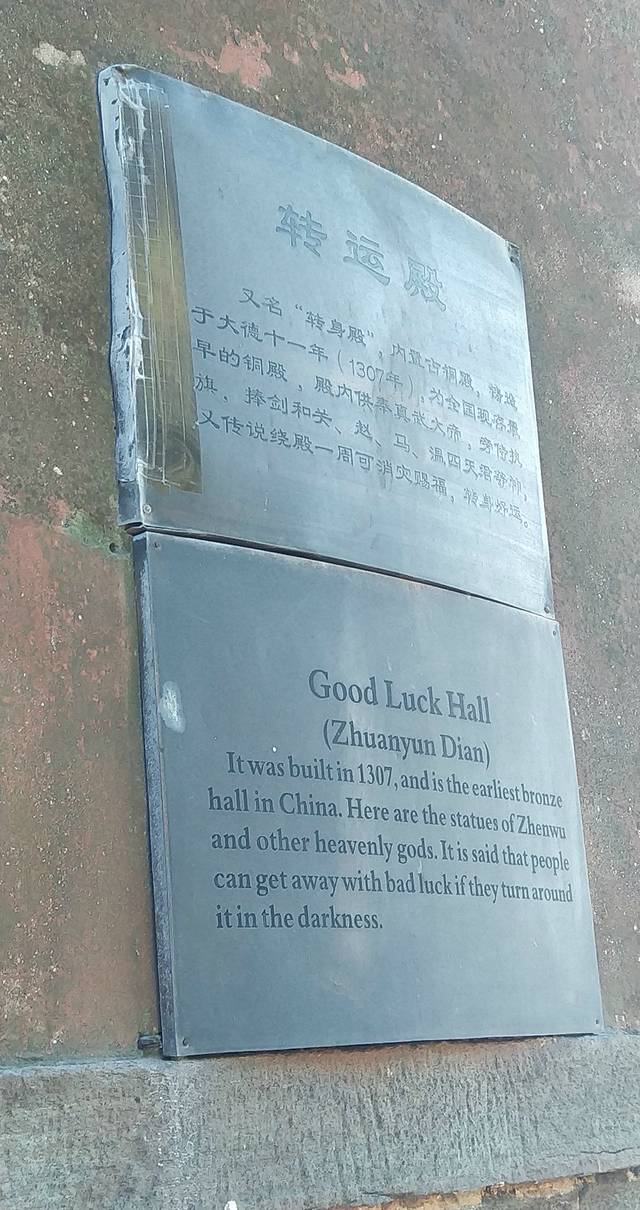 转运殿
又名“转身殿”，内置古铜殿，铸造
于大德十一年（1307年），为全国现存最
早的铜殿，殿内供奉真武大帝，旁侍执
旗、捧剑和关、赵、马、温四天君等神，
又传说绕殿一周可消灾赐福，转身好运。
Good Luck Hall
(Zhuanyun Dian)
It was built in 1307, and is the earliest bronze
hall in China. Here are the statues of Zhenwu
and other heavenly gods. It is said that people
can get away with bad luck if they turn around
it in the darkness.